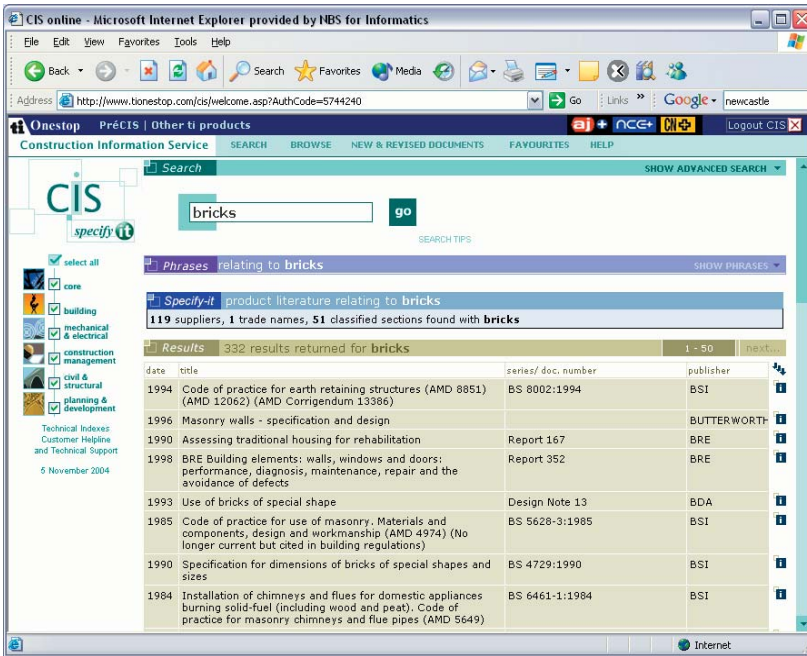 CIS online - Microsoft Internet Explorer provided by NBS for Informatics
File Edit View Favorites Tools Help
Back Search Favorites Media
Address http://www.tionestop.com/cis/welcome.asp?AuthCode=5744240 Go Links » Google newcastle
ti Onestop PréCIS | Other ti products aj + nce+ CN+ Logout CIS X
Construction Information Service SEARCH BROWSE NEW & REVISED DOCUMENTS FAVOURITES HELP
Search SHOW ADVANCED SEARCH
CIS
specify it
bricks go
SEARCH TIPS
select all
core
building
mechanical
& electrical
construction
management
civil &
structural
planning &
development
Technical Indexes
Customer Helpline
and Technical Support
5 November 2004
Phrases relating to bricks SHOW PHRASES
Specify-it product literature relating to bricks
119 suppliers, 1 trade names, 51 classified sections found with bricks
Results 332 results returned for bricks 1 - 50 next...
date title series/ doc. number publisher
1994 Code of practice for earth retaining structures (AMD 8851) BS 8002:1994 BSI
(AMD 12062) (AMD Corrigendum 13386)
1996 Masonry walls - specification and design BUTTERWORTH
1990 Assessing traditional housing for rehabilitation Report 167 BRE
1998 BRE Building elements: walls, windows and doors: Report 352 BRE
performance, diagnosis, maintenance, repair and the
avoidance of defects
1993 Use of bricks of special shape Design Note 13 BDA
1985 Code of practice for use of masonry. Materials and BS 5628-3:1985 BSI
components, design and workmanship (AMD 4974) (No
longer current but cited in building regulations)
1990 Specification for dimensions of bricks of special shapes and BS 4729:1990 BSI
sizes
1984 Installation of chimneys and flues for domestic appliances BS 6461-1:1984 BSI
burning solid-fuel (including wood and peat). Code of
practice for masonry chimneys and flue pipes (AMD 5649)
Internet